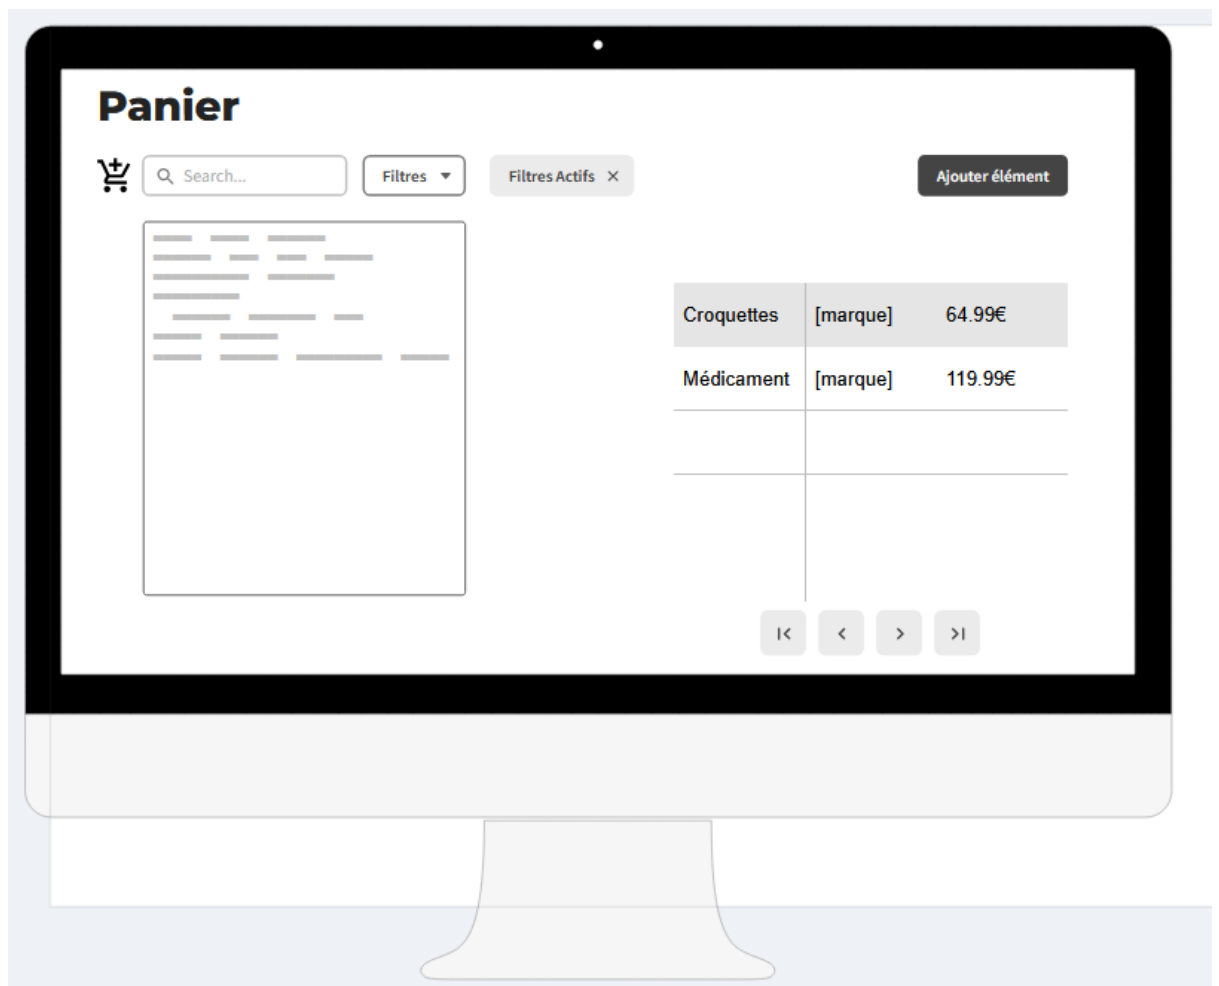 Panier
Search... Filtres Filtres Actifs × Ajouter élément
Croquettes [marque] 64.99€
Médicament [marque] 119.99€